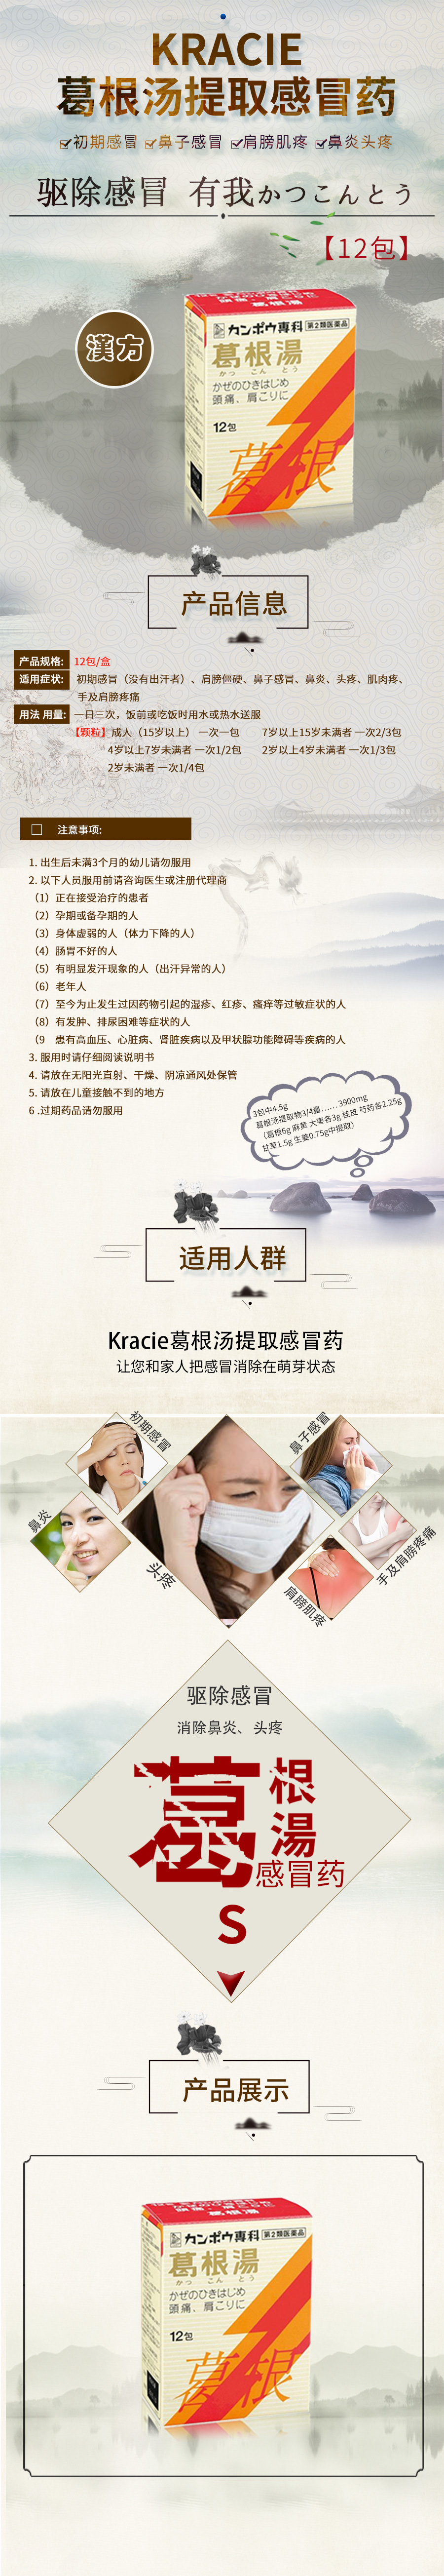 KRACIE
葛根汤提取感冒药
初期感冒 鼻子感冒 肩膀肌疼 鼻炎头疼
驱除感冒 有我かつこんとう
【12包】
漢方
カンポウ専科 第2類医薬品
葛根湯
かっ こん とう
かぜのひきはじめ
頭痛、肩こりに
12包
葛根
产品信息
产品规格: 12包/盒
适用症状: 初期感冒（没有出汗者）、肩膀僵硬、鼻子感冒、鼻炎、头疼、肌肉疼、
手及肩膀疼痛
用法 用量: 一日三次，饭前或吃饭时用水或热水送服
【颗粒】成人（15岁以上） 一次一包 7岁以上15岁未满者 一次2/3包
4岁以上7岁未满者 一次1/2包 2岁以上4岁未满者 一次1/3包
2岁未满者 一次1/4包
注意事项:
1. 出生后未满3个月的幼儿请勿服用
2. 以下人员服用前请咨询医生或注册代理商
（1）正在接受治疗的患者
（2）孕期或备孕期的人
（3）身体虚弱的人（体力下降的人）
（4）肠胃不好的人
（5）有明显发汗现象的人（出汗异常的人）
（6）老年人
（7）至今为止发生过因药物引起的湿疹、红疹、瘙痒等过敏症状的人
（8）有发肿、排尿困难等症状的人
（9 患有高血压、心脏病、肾脏疾病以及甲状腺功能障碍等疾病的人
3. 服用时请仔细阅读说明书
4. 请放在无阳光直射、干燥、阴凉通风处保管
5. 请放在儿童接触不到的地方
6 .过期药品请勿服用
3包中4.5g
葛根汤提取物3/4量…… 3900mg
（葛根6g 麻黄 大枣各3g 桂皮 芍药各2.25g
甘草1.5g 生姜0.75g中提取）
适用人群
Kracie葛根汤提取感冒药
让您和家人把感冒消除在萌芽状态
初期感冒
鼻子感冒
鼻炎
头疼
肩膀肌疼
手及肩膀疼痛
驱除感冒
消除鼻炎、头疼
葛根湯
感冒药
S
产品展示
カンポウ専科 第2類医薬品
葛根湯
かっ こん とう
かぜのひきはじめ
頭痛、肩こりに
12包
葛根